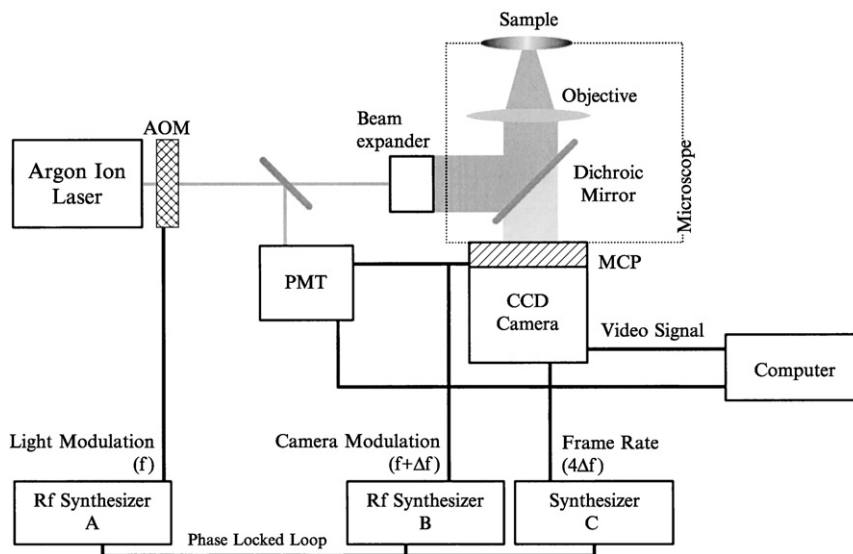 Sample
Objective
Beam
expander
AOM
Argon Ion
Laser
Dichroic
Mirror
Microscope
PMT
MCP
CCD
Camera
Video Signal
Computer
Light Modulation
(f)
Camera Modulation
(f+Δf)
Frame Rate
(4Δf)
Rf Synthesizer
A
Rf Synthesizer
B
Synthesizer
C
Phase Locked Loop